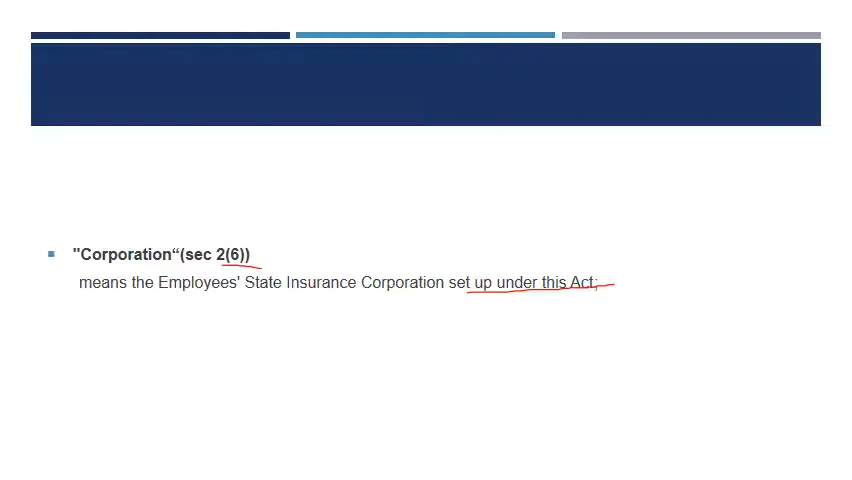 "Corporation“(sec 2(6))
means the Employees' State Insurance Corporation set up under this Act;